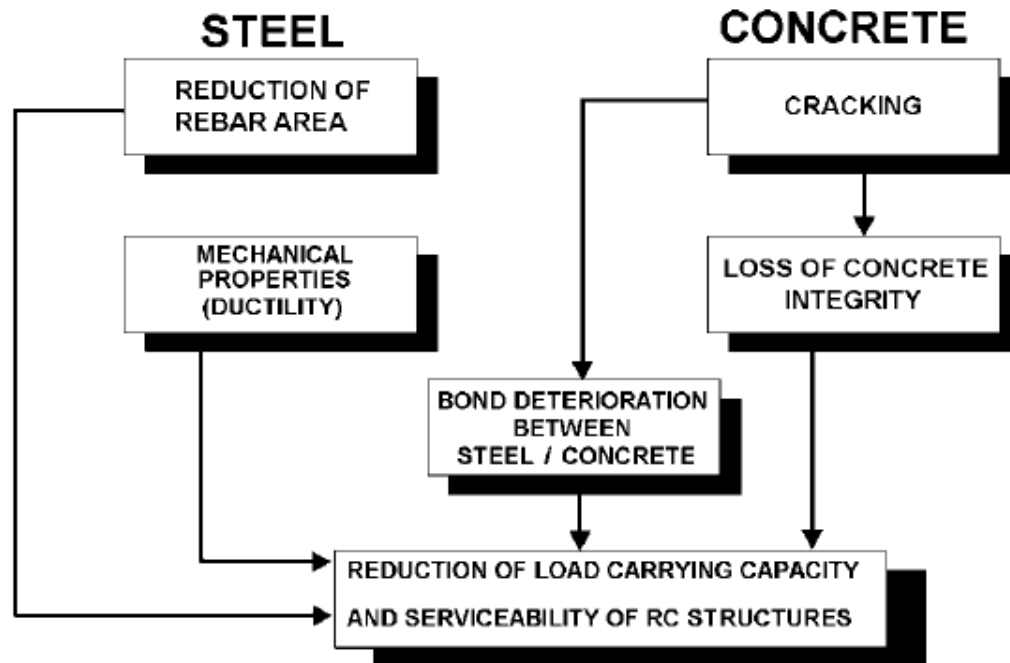 STEEL
REDUCTION OF
REBAR AREA
MECHANICAL
PROPERTIES
(DUCTILITY)
CONCRETE
CRACKING
LOSS OF CONCRETE
INTEGRITY
BOND DETERIORATION
BETWEEN
STEEL / CONCRETE
REDUCTION OF LOAD CARRYING CAPACITY
AND SERVICEABILITY OF RC STRUCTURES